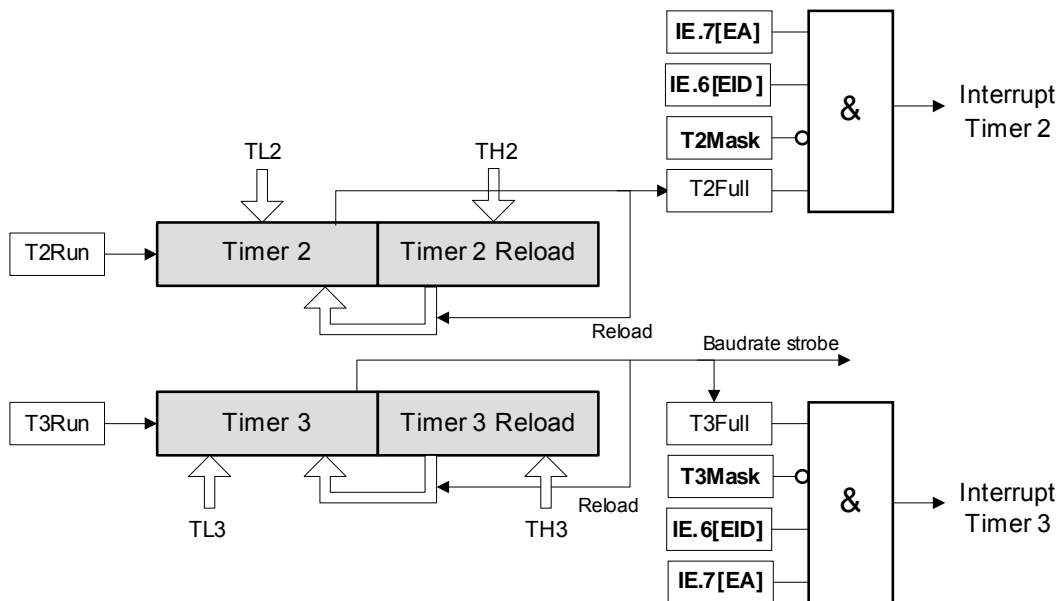 IE.7[EA]
IE.6[EID]
&
Interrupt
Timer 2
T2Mask
T2Full
TL2
TH2
T2Run
Timer 2
Timer 2 Reload
Reload
Baudrate strobe
T3Run
Timer 3
Timer 3 Reload
T3Full
T3Mask
Reload
TL3
TH3
&
Interrupt
Timer 3
IE.6[EID]
IE.7[EA]